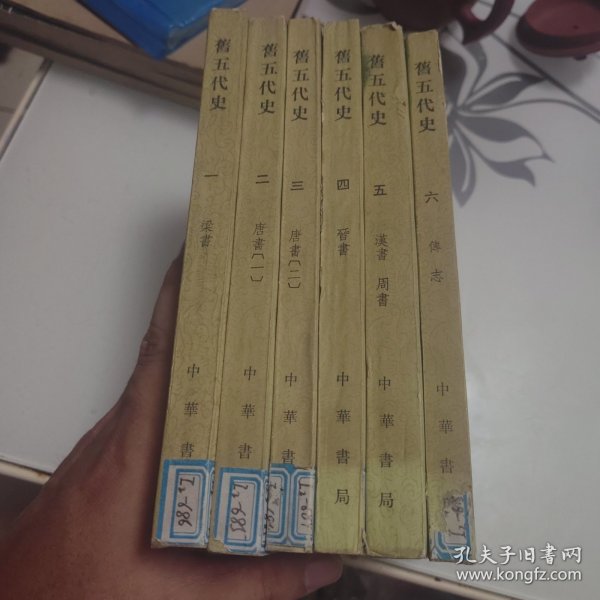 舊五代史
一
梁書
中華書
舊五代史
二
唐書〔一〕
中華書
舊五代史
三
唐書〔二〕
中華書
舊五代史
四
晉書
中華書局
舊五代史
五
漢書 周書
中華書局
舊五代史
六
傳 志
中華書
孔夫子旧书网
www.kongfz.com